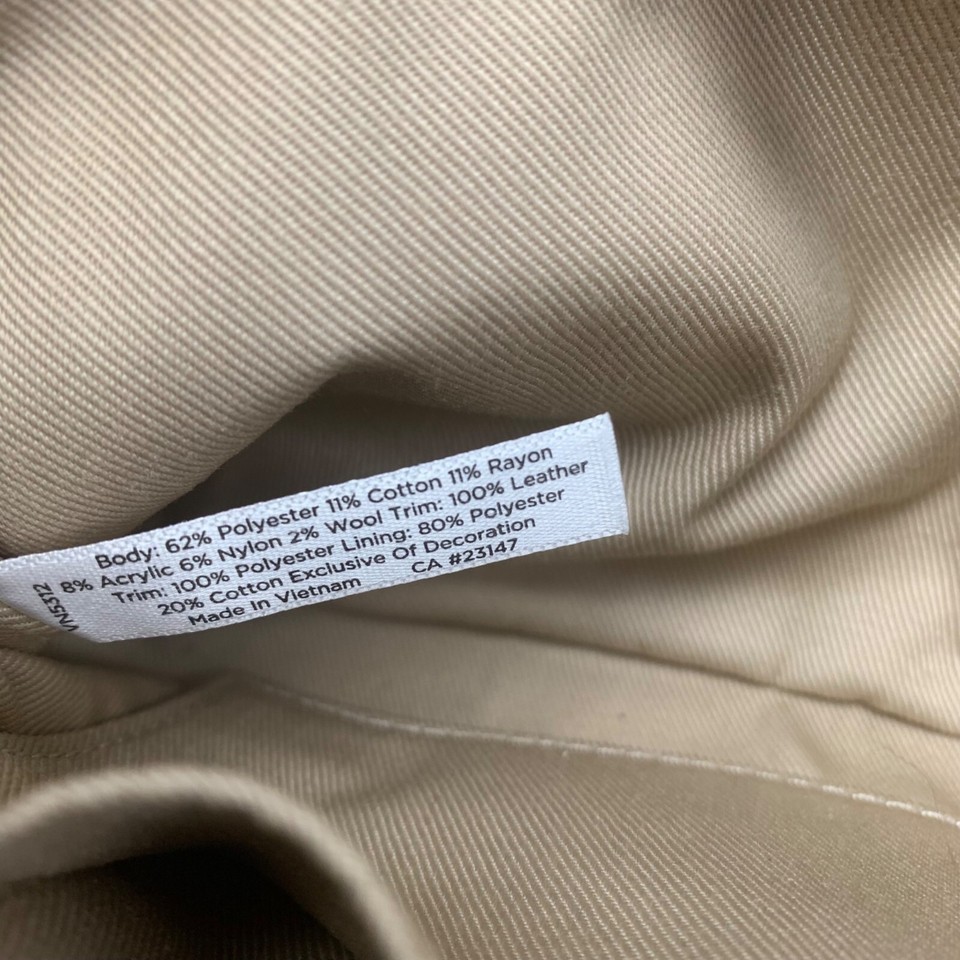 Body: 62% Polyester 11% Cotton 11% Rayon
8% Acrylic 6% Nylon 2% Wool Trim: 100% Leather
Trim: 100% Polyester Lining: 80% Polyester
20% Cotton Exclusive Of Decoration
Made In Vietnam CA #23147
VN5312